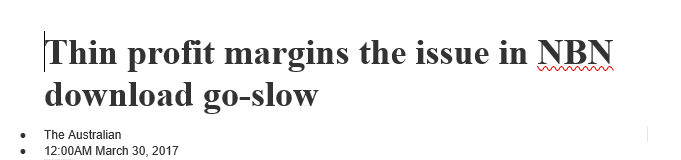 Thin profit margins the issue in NBN
download go-slow
The Australian
12:00AM March 30, 2017